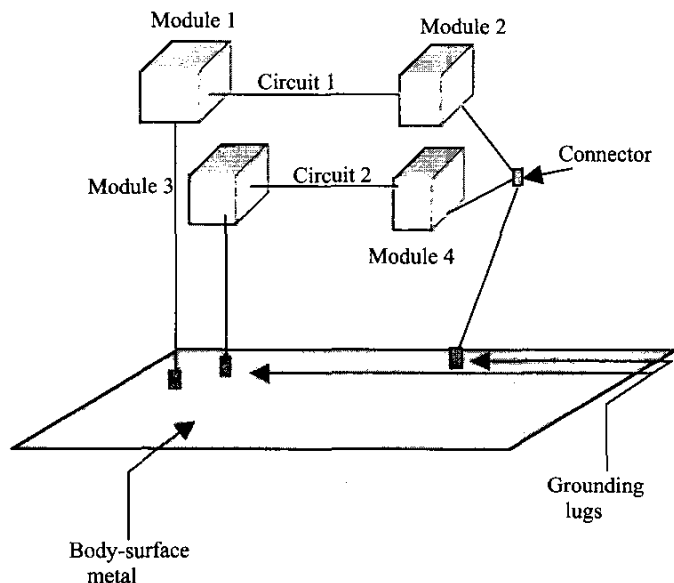 Module 1
Module 2
Circuit 1
Connector
Module 3
Circuit 2
Module 4
Grounding
lugs
Body-surface
metal